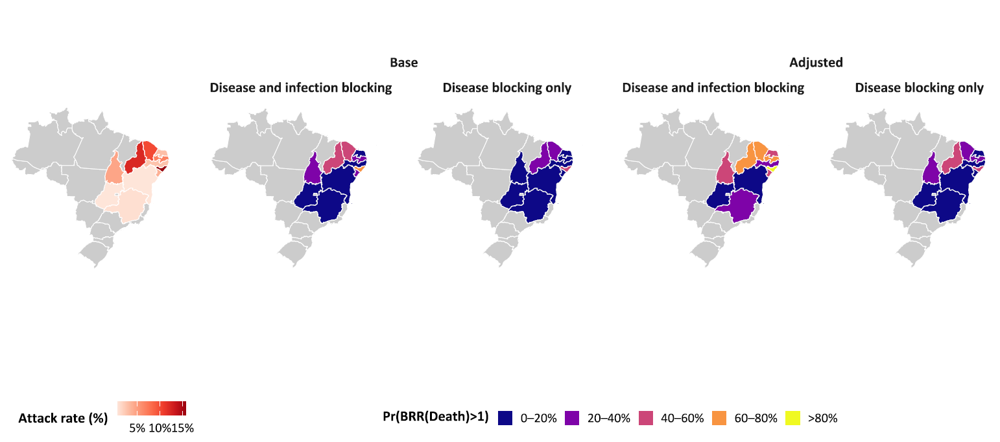 Base
Adjusted
Disease and infection blocking
Disease blocking only
Disease and infection blocking
Disease blocking only
Attack rate (%)
5% 10% 15%
Pr(BRR(Death)>1)
0–20%
20–40%
40–60%
60–80%
>80%